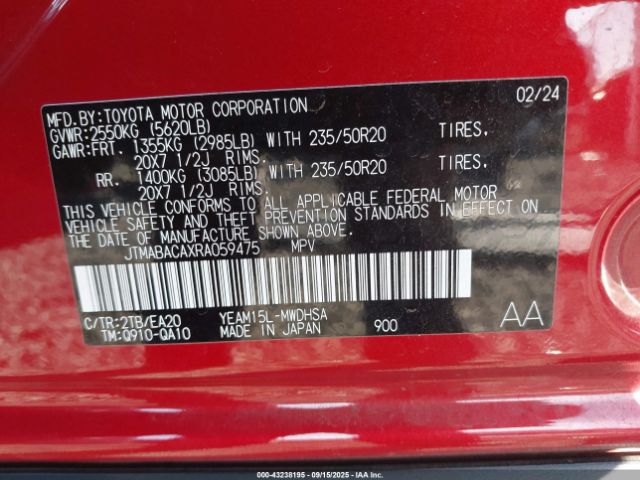 MFD.BY:TOYOTA MOTOR CORPORATION 02/24
GVWR:2550KG (5620LB)
GAWR:FRT. 1355KG (2985LB) WITH 235/50R20 TIRES.
20X7 1/2J RIMS.
RR. 1400KG (3085LB) WITH 235/50R20 TIRES.
20X7 1/2J RIMS.
THIS VEHICLE CONFORMS TO ALL APPLICABLE FEDERAL MOTOR
VEHICLE SAFETY AND THEFT PREVENTION STANDARDS IN EFFECT ON
THE DATE OF MANUFACTURE SHOWN ABOVE.
JTMABACAXRA059475 MPV
C/TR:2TB/EA20 YEAM15L-MWDHSA
TM:Q910-QA10 MADE IN JAPAN 900 AA
000-43238195 - 09/15/2025 - IAAI.com